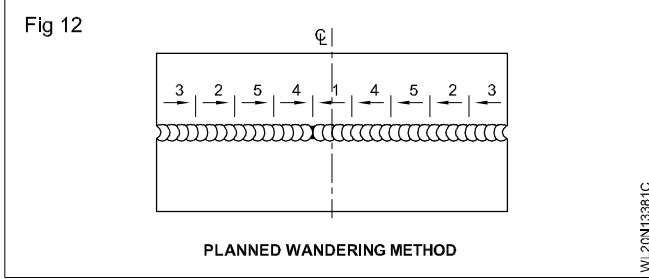 Fig 12
℄
3 2 5 4 1 4 5 2 3
PLANNED WANDERING METHOD
WL20N13381C